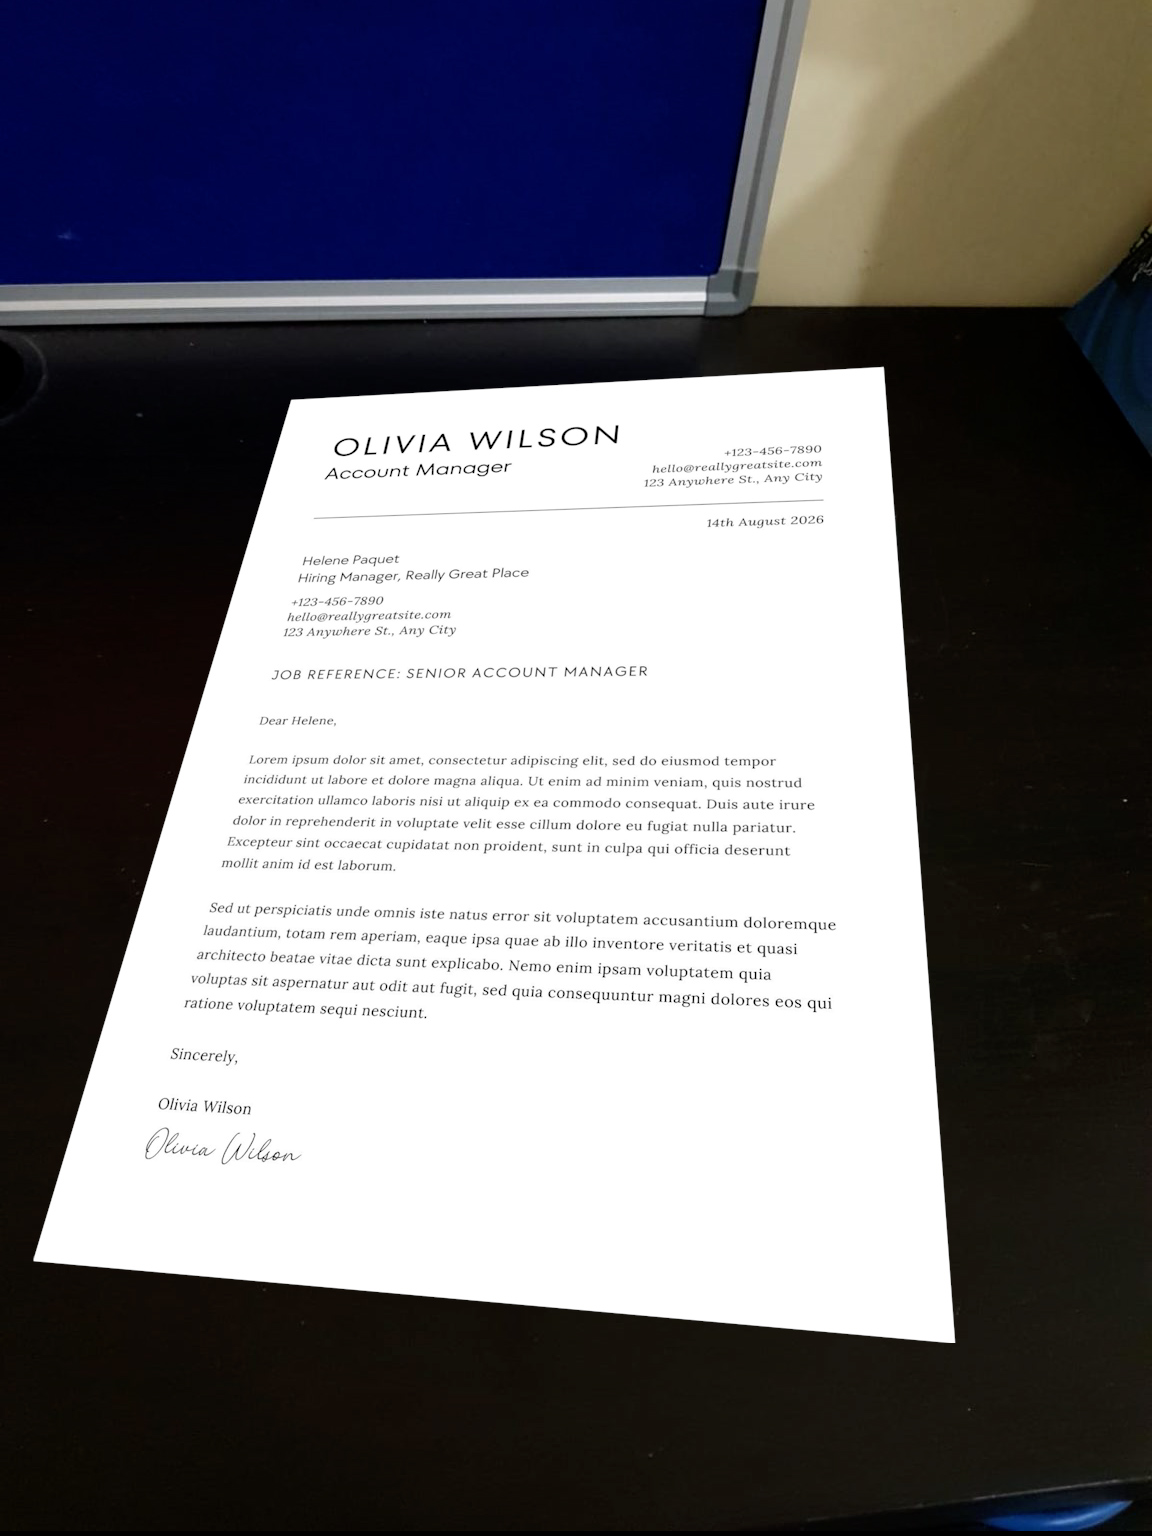 OLIVIA WILSON
Account Manager
+123-456-7890
hello@reallygreatsite.com
123 Anywhere St., Any City
14th August 2026
Helene Paquet
Hiring Manager, Really Great Place
+123-456-7890
hello@reallygreatsite.com
123 Anywhere St., Any City
JOB REFERENCE: SENIOR ACCOUNT MANAGER
Dear Helene,
Lorem ipsum dolor sit amet, consectetur adipiscing elit, sed do eiusmod tempor
incididunt ut labore et dolore magna aliqua. Ut enim ad minim veniam, quis nostrud
exercitation ullamco laboris nisi ut aliquip ex ea commodo consequat. Duis aute irure
dolor in reprehenderit in voluptate velit esse cillum dolore eu fugiat nulla pariatur.
Excepteur sint occaecat cupidatat non proident, sunt in culpa qui officia deserunt
mollit anim id est laborum.
Sed ut perspiciatis unde omnis iste natus error sit voluptatem accusantium doloremque
laudantium, totam rem aperiam, eaque ipsa quae ab illo inventore veritatis et quasi
architecto beatae vitae dicta sunt explicabo. Nemo enim ipsam voluptatem quia
voluptas sit aspernatur aut odit aut fugit, sed quia consequuntur magni dolores eos qui
ratione voluptatem sequi nesciunt.
Sincerely,
Olivia Wilson
Olivia Wilson